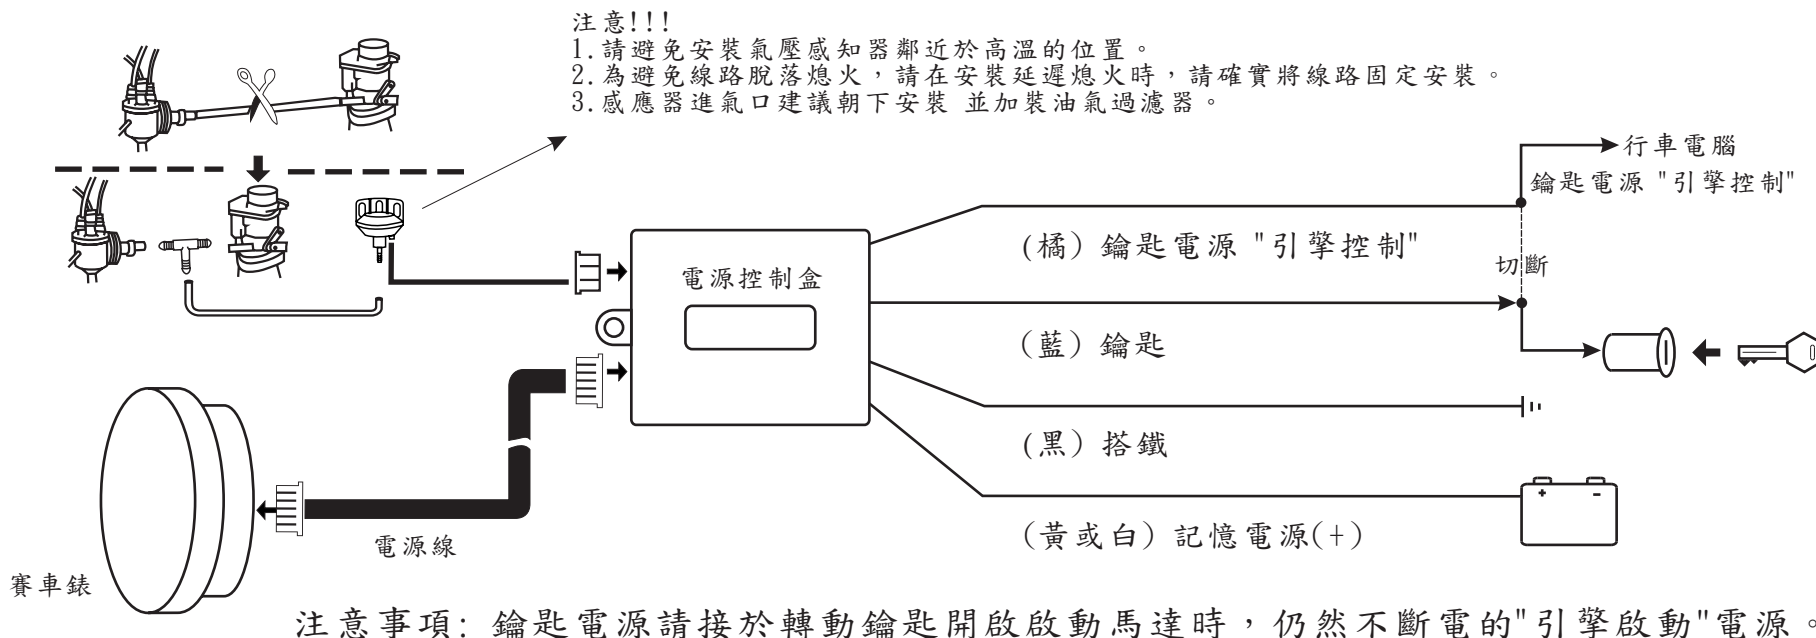 注意!!!
1.請避免安裝氣壓感知器鄰近於高溫的位置。
2.為避免線路脫落熄火，請在安裝延遲熄火時，請確實將線路固定安裝。
3.感應器進氣口建議朝下安裝 並加裝油氣過濾器。
行車電腦
鑰匙電源 "引擎控制"
(橘) 鑰匙電源 "引擎控制"
切斷
電源控制盒
(藍) 鑰匙
(黑) 搭鐵
+ -
(黃或白) 記憶電源(+)
電源線
賽車錶
注意事項: 鑰匙電源請接於轉動鑰匙開啟啟動馬達時，仍然不斷電的"引擎啟動"電源。